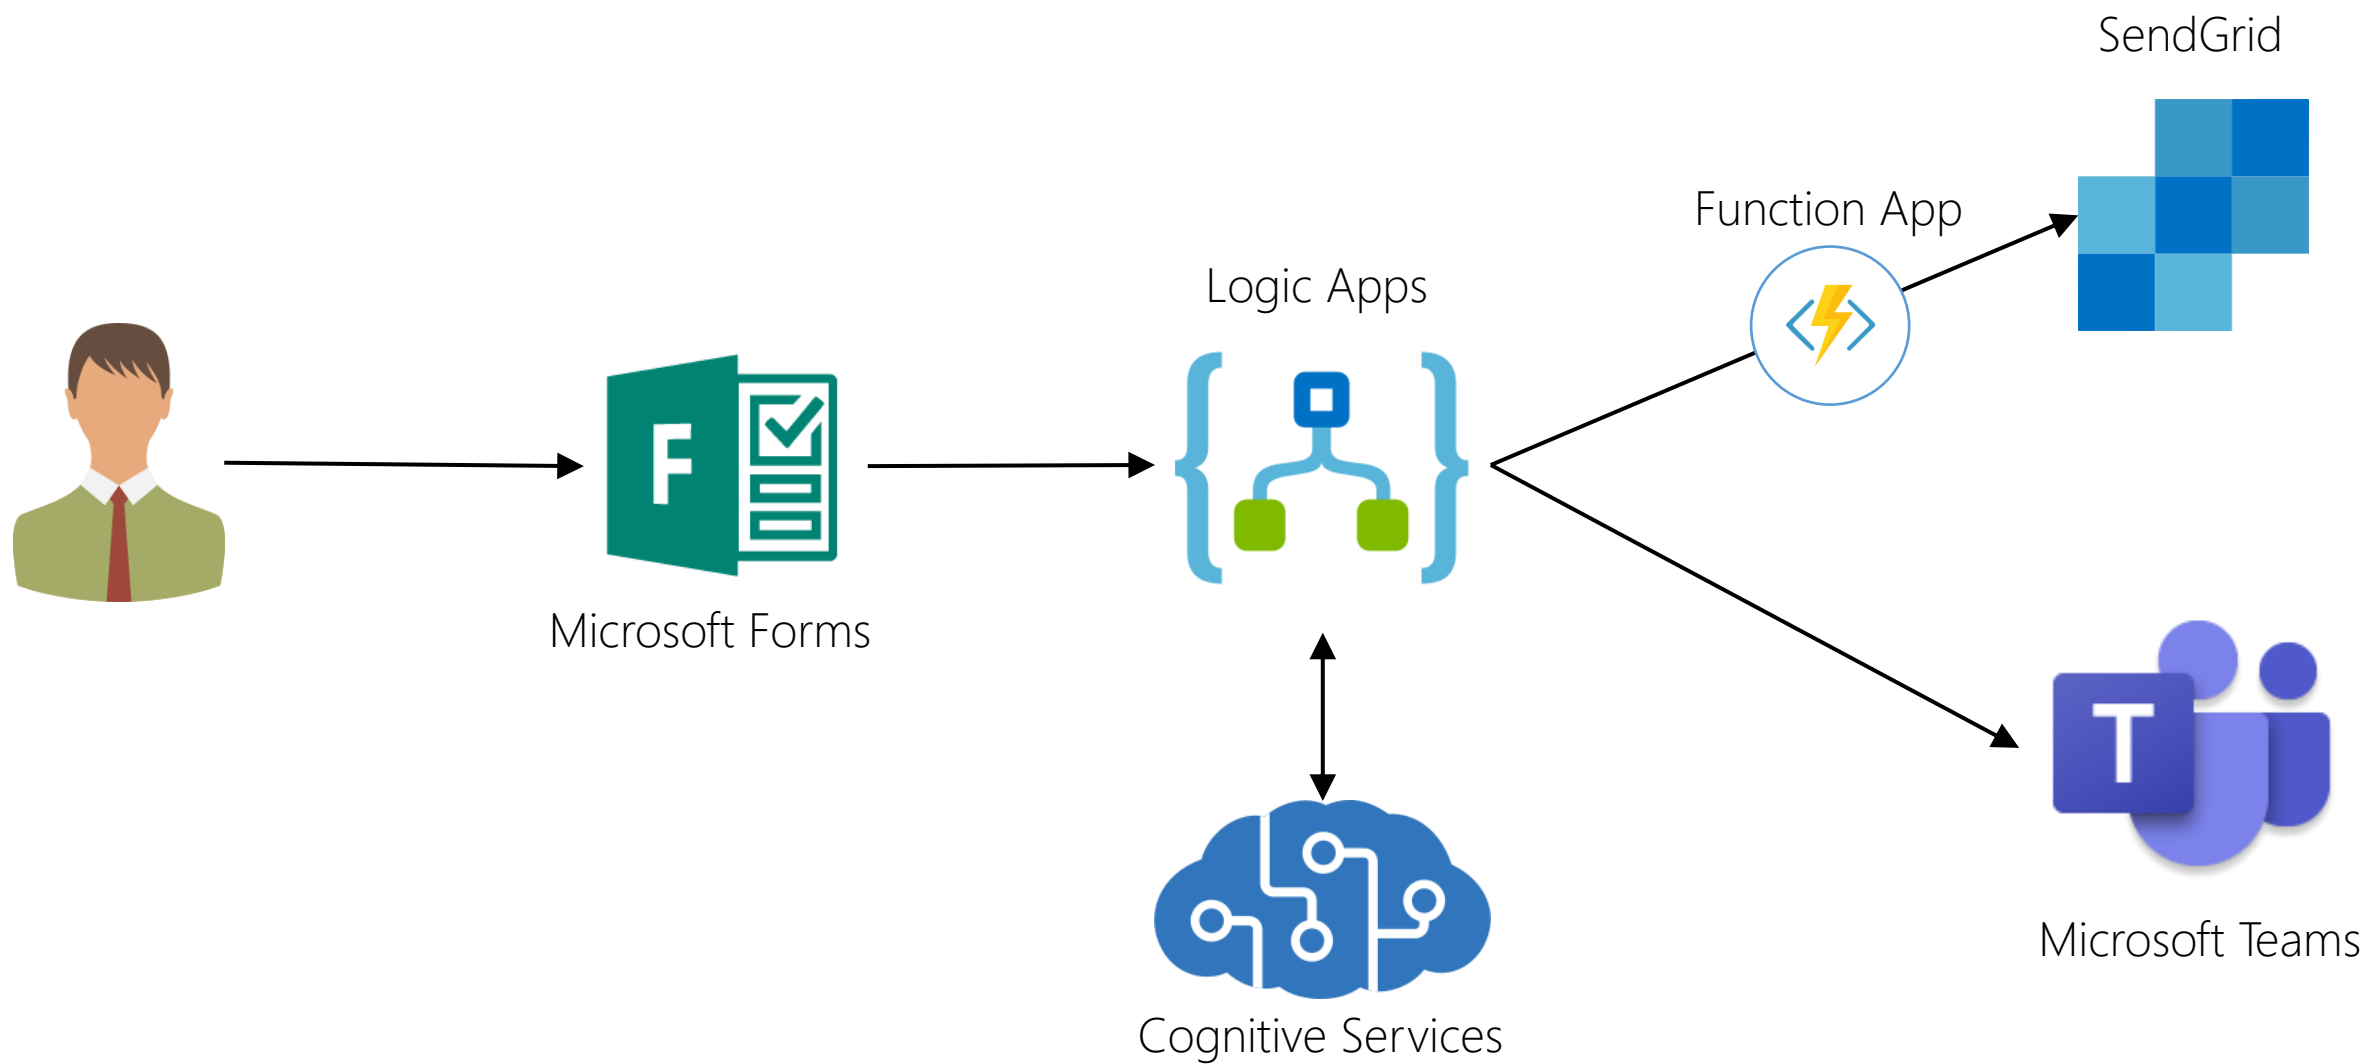 SendGrid
Function App
Logic Apps
F
Microsoft Forms
T
Microsoft Teams
Cognitive Services